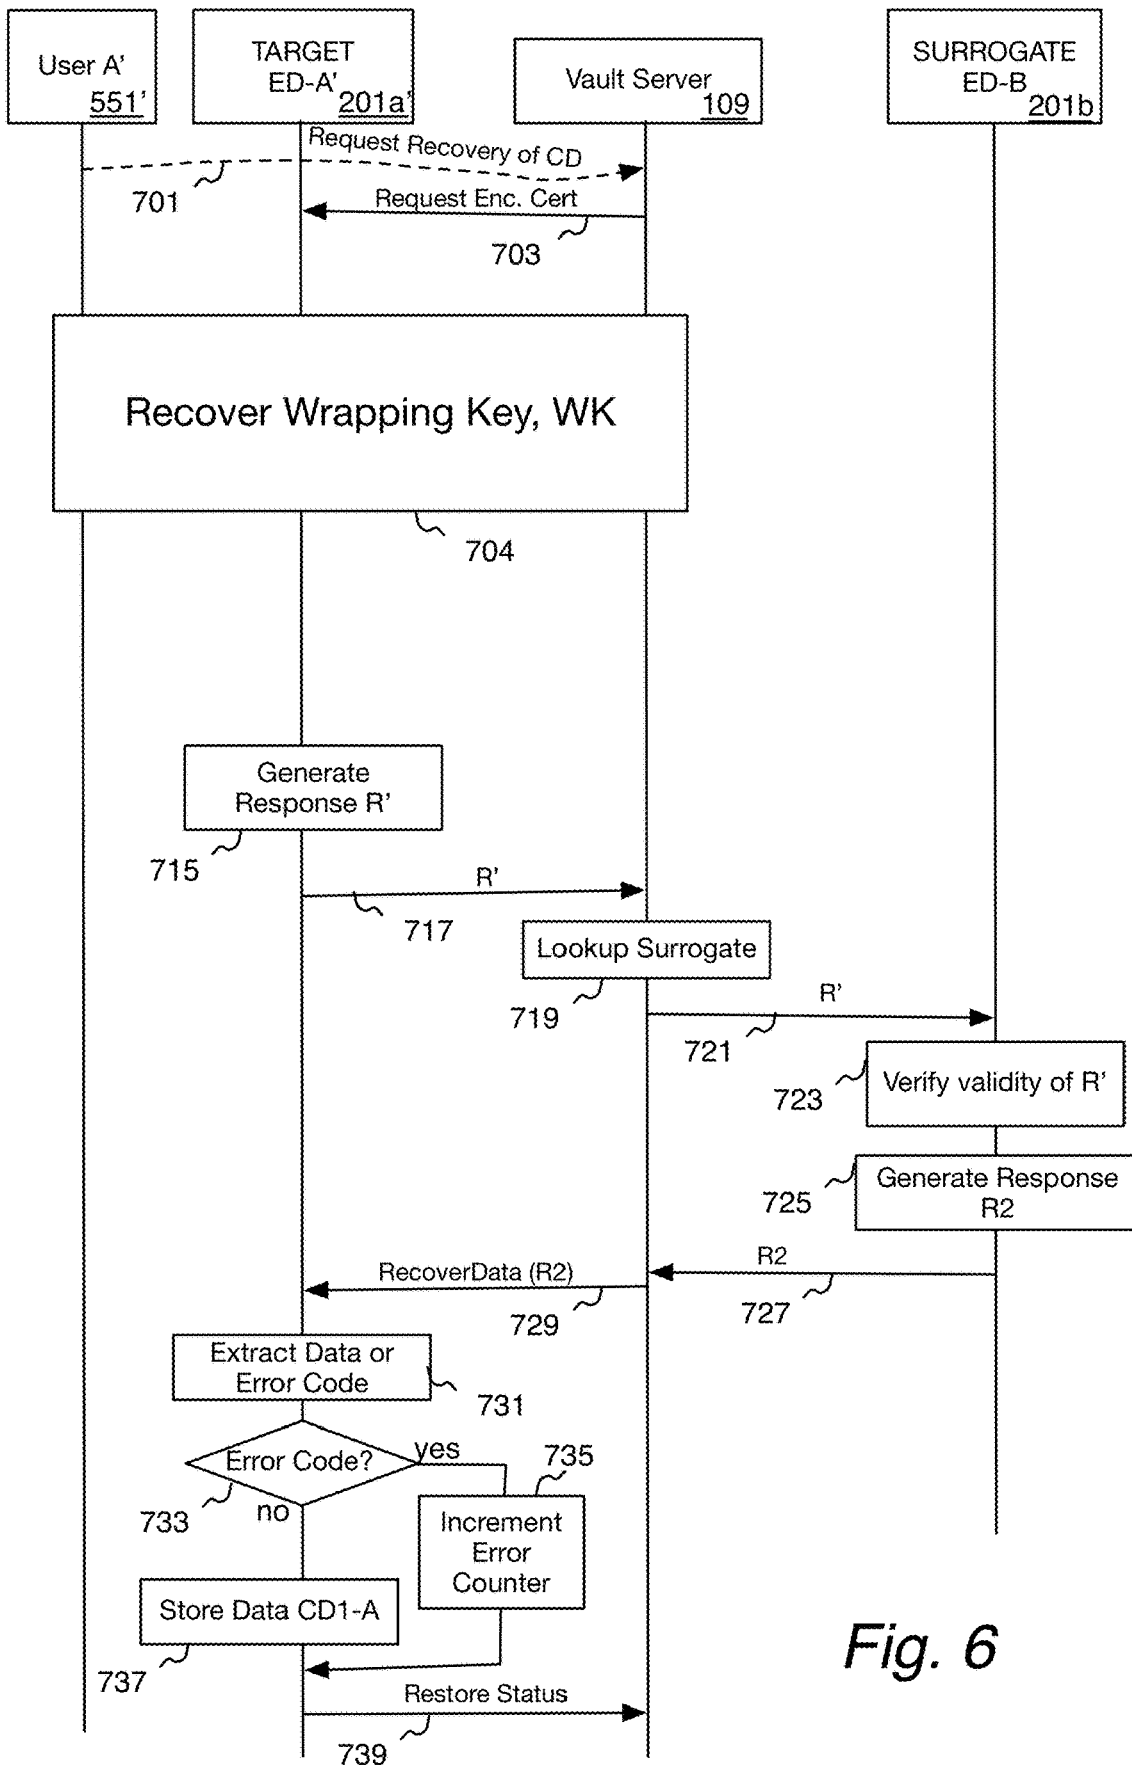 User A'
551'
TARGET
ED-A'
201a'
Vault Server
109
SURROGATE
ED-B
201b
Request Recovery of CD
701
Request Enc. Cert
703
Recover Wrapping Key, WK
704
Generate
Response R'
715
R'
717
Lookup Surrogate
719
R'
721
Verify validity of R'
723
Generate Response
R2
725
R2
727
RecoverData (R2)
729
Extract Data or
Error Code
731
Error Code?
yes
733
no
735
Increment
Error
Counter
Store Data CD1-A
737
Restore Status
739
Fig. 6